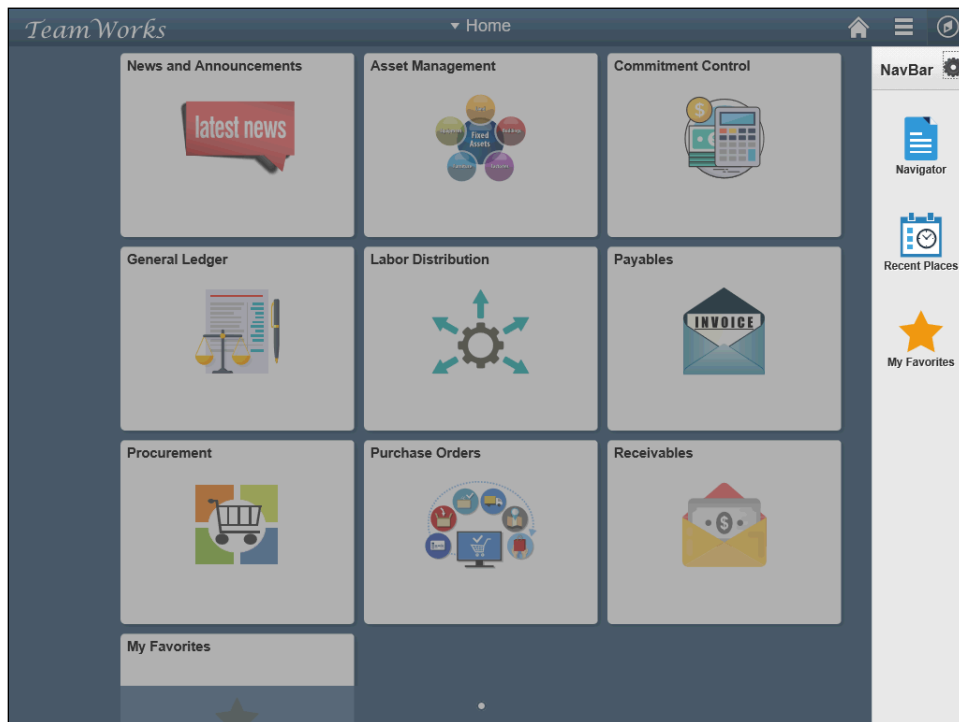 TeamWorks
Home
NavBar
News and Announcements
Asset Management
Commitment Control
latest news
Fixed
Assets
Navigator
Recent Places
General Ledger
Labor Distribution
Payables
INVOICE
My Favorites
Procurement
Purchase Orders
Receivables
My Favorites